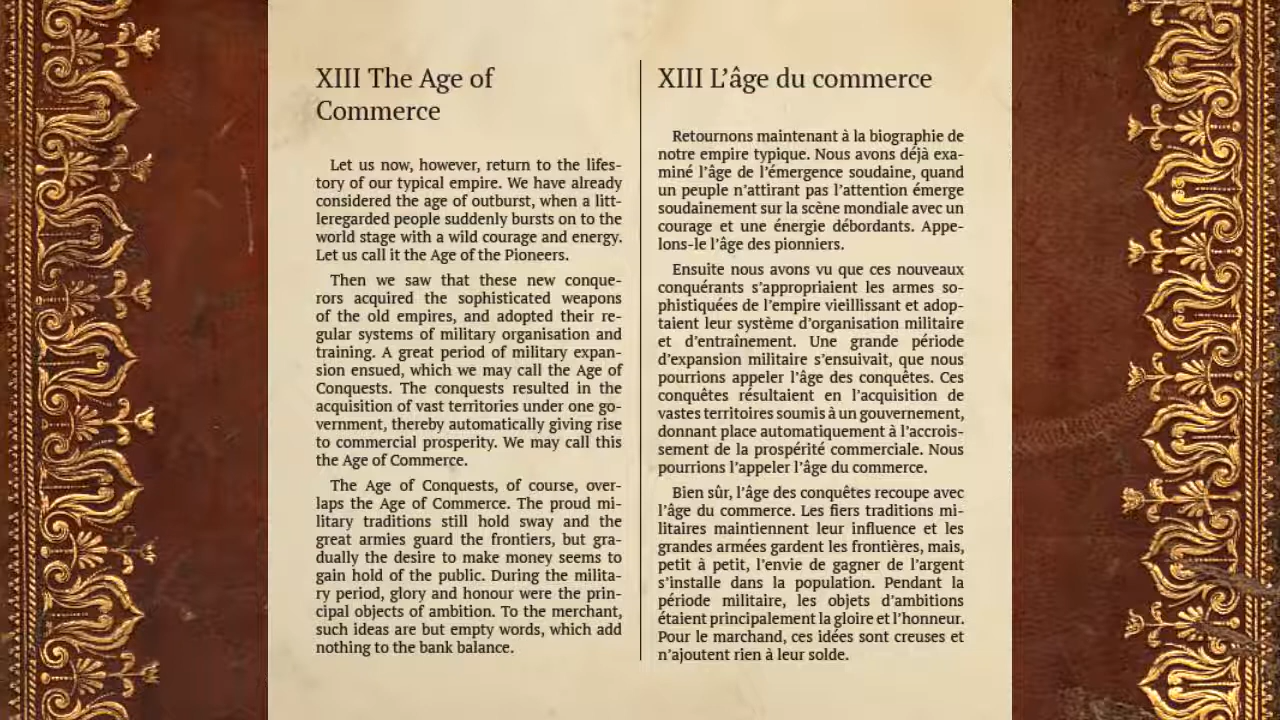 XIII The Age of
Commerce
Let us now, however, return to the lifes-
tory of our typical empire. We have already
considered the age of outburst, when a litt-
leregarded people suddenly bursts on to the
world stage with a wild courage and energy.
Let us call it the Age of the Pioneers.
Then we saw that these new conque-
rors acquired the sophisticated weapons
of the old empires, and adopted their re-
gular systems of military organisation and
training. A great period of military expan-
sion ensued, which we may call the Age of
Conquests. The conquests resulted in the
acquisition of vast territories under one go-
vernment, thereby automatically giving rise
to commercial prosperity. We may call this
the Age of Commerce.
The Age of Conquests, of course, over-
laps the Age of Commerce. The proud mi-
litary traditions still hold sway and the
great armies guard the frontiers, but gra-
dually the desire to make money seems to
gain hold of the public. During the milita-
ry period, glory and honour were the prin-
cipal objects of ambition. To the merchant,
such ideas are but empty words, which add
nothing to the bank balance.
XIII L’âge du commerce
Retournons maintenant à la biographie de
notre empire typique. Nous avons déjà exa-
miné l’âge de l’émergence soudaine, quand
un peuple n’attirant pas l’attention émerge
soudainement sur la scène mondiale avec un
courage et une énergie débordants. Appe-
lons-le l’âge des pionniers.
Ensuite nous avons vu que ces nouveaux
conquérants s’appropriaient les armes so-
phistiquées de l’empire vieillissant et adop-
taient leur système d’organisation militaire
et d’entraînement. Une grande période
d’expansion militaire s’ensuivait, que nous
pourrions appeler l’âge des conquêtes. Ces
conquêtes résultaient en l’acquisition de
vastes territoires soumis à un gouvernement,
donnant place automatiquement à l’accrois-
sement de la prospérité commerciale. Nous
pourrions l’appeler l’âge du commerce.
Bien sûr, l’âge des conquêtes recoupe avec
l’âge du commerce. Les fiers traditions mi-
litaires maintiennent leur influence et les
grandes armées gardent les frontières, mais,
petit à petit, l’envie de gagner de l’argent
s’installe dans la population. Pendant la
période militaire, les objets d’ambitions
étaient principalement la gloire et l’honneur.
Pour le marchand, ces idées sont creuses et
n’ajoutent rien à leur solde.